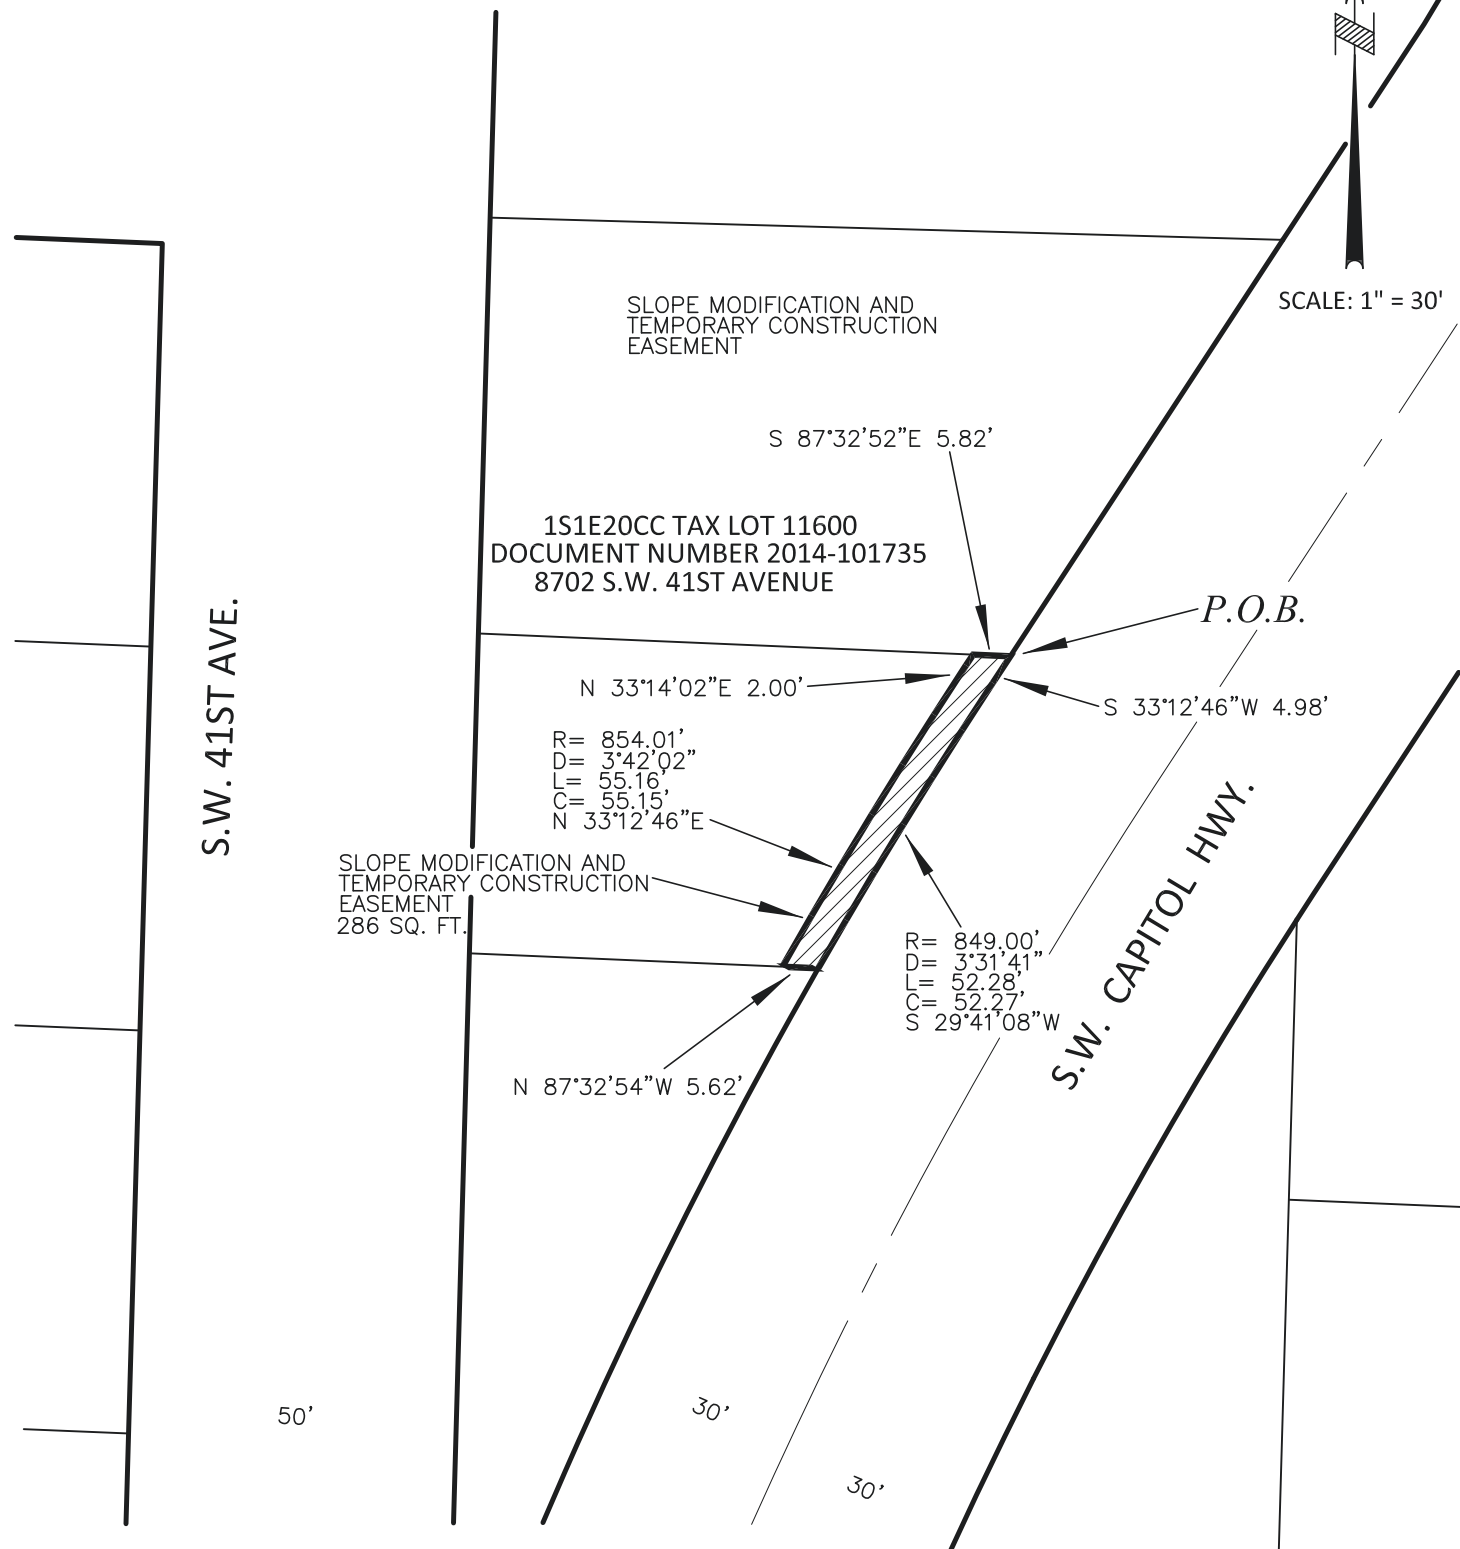 SCALE: 1" = 30'
SLOPE MODIFICATION AND
TEMPORARY CONSTRUCTION
EASEMENT
S 87°32'52"E 5.82'
1S1E20CC TAX LOT 11600
DOCUMENT NUMBER 2014-101735
8702 S.W. 41ST AVENUE
P.O.B.
S.W. 41ST AVE.
N 33°14'02"E 2.00'
S 33°12'46"W 4.98'
R= 854.01'
D= 3°42'02"
L= 55.16'
C= 55.15'
N 33°12'46"E
SLOPE MODIFICATION AND
TEMPORARY CONSTRUCTION
EASEMENT
286 SQ. FT.
R= 849.00'
D= 3°31'41"
L= 52.28'
C= 52.27'
S 29°41'08"W
S.W. CAPITOL HWY.
N 87°32'54"W 5.62'
50'
30'
30'